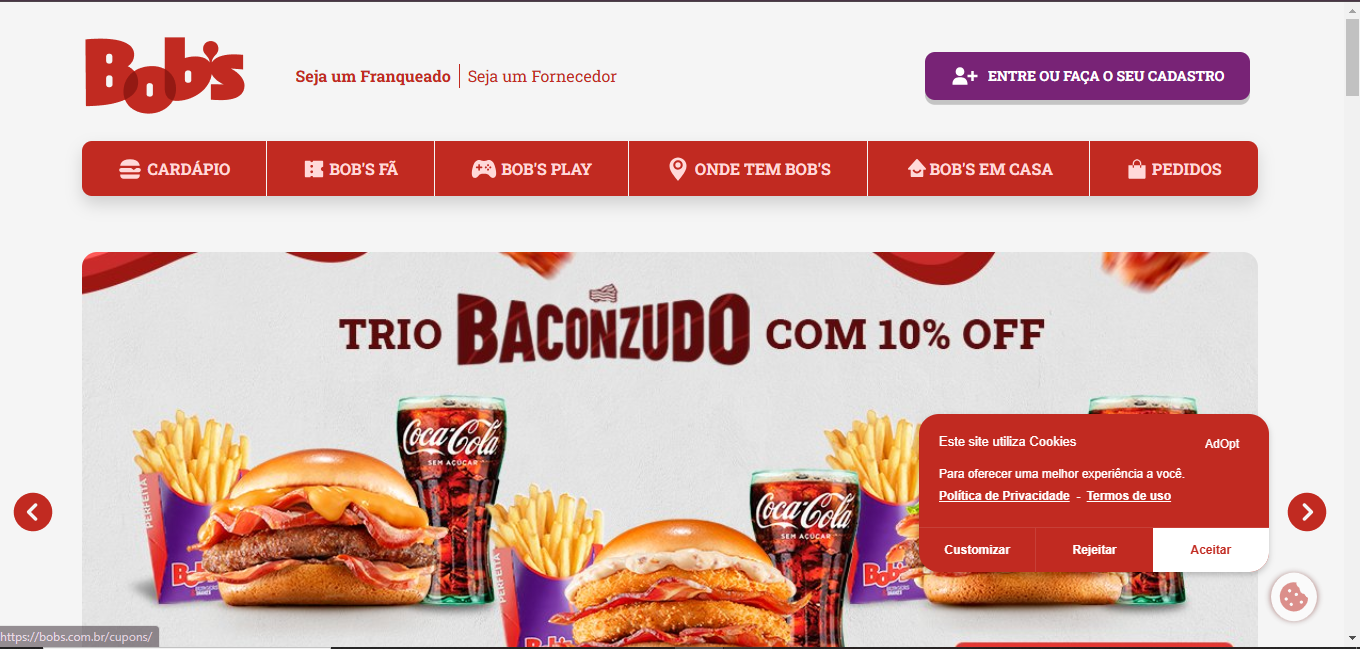 Bob's
Seja um Franqueado
Seja um Fornecedor
ENTRE OU FAÇA O SEU CADASTRO
CARDÁPIO
BOB'S FÃ
BOB'S PLAY
ONDE TEM BOB'S
BOB'S EM CASA
PEDIDOS
TRIO BACONZUDO COM 10% OFF
Coca-Cola
SEM AÇÚCAR
PERFEITA
Coca-Cola
SEM AÇÚCAR
Este site utiliza Cookies
AdOpt
Para oferecer uma melhor experiência a você.
Política de Privacidade - Termos de uso
Customizar
Rejeitar
Aceitar
https://bobs.com.br/cupons/